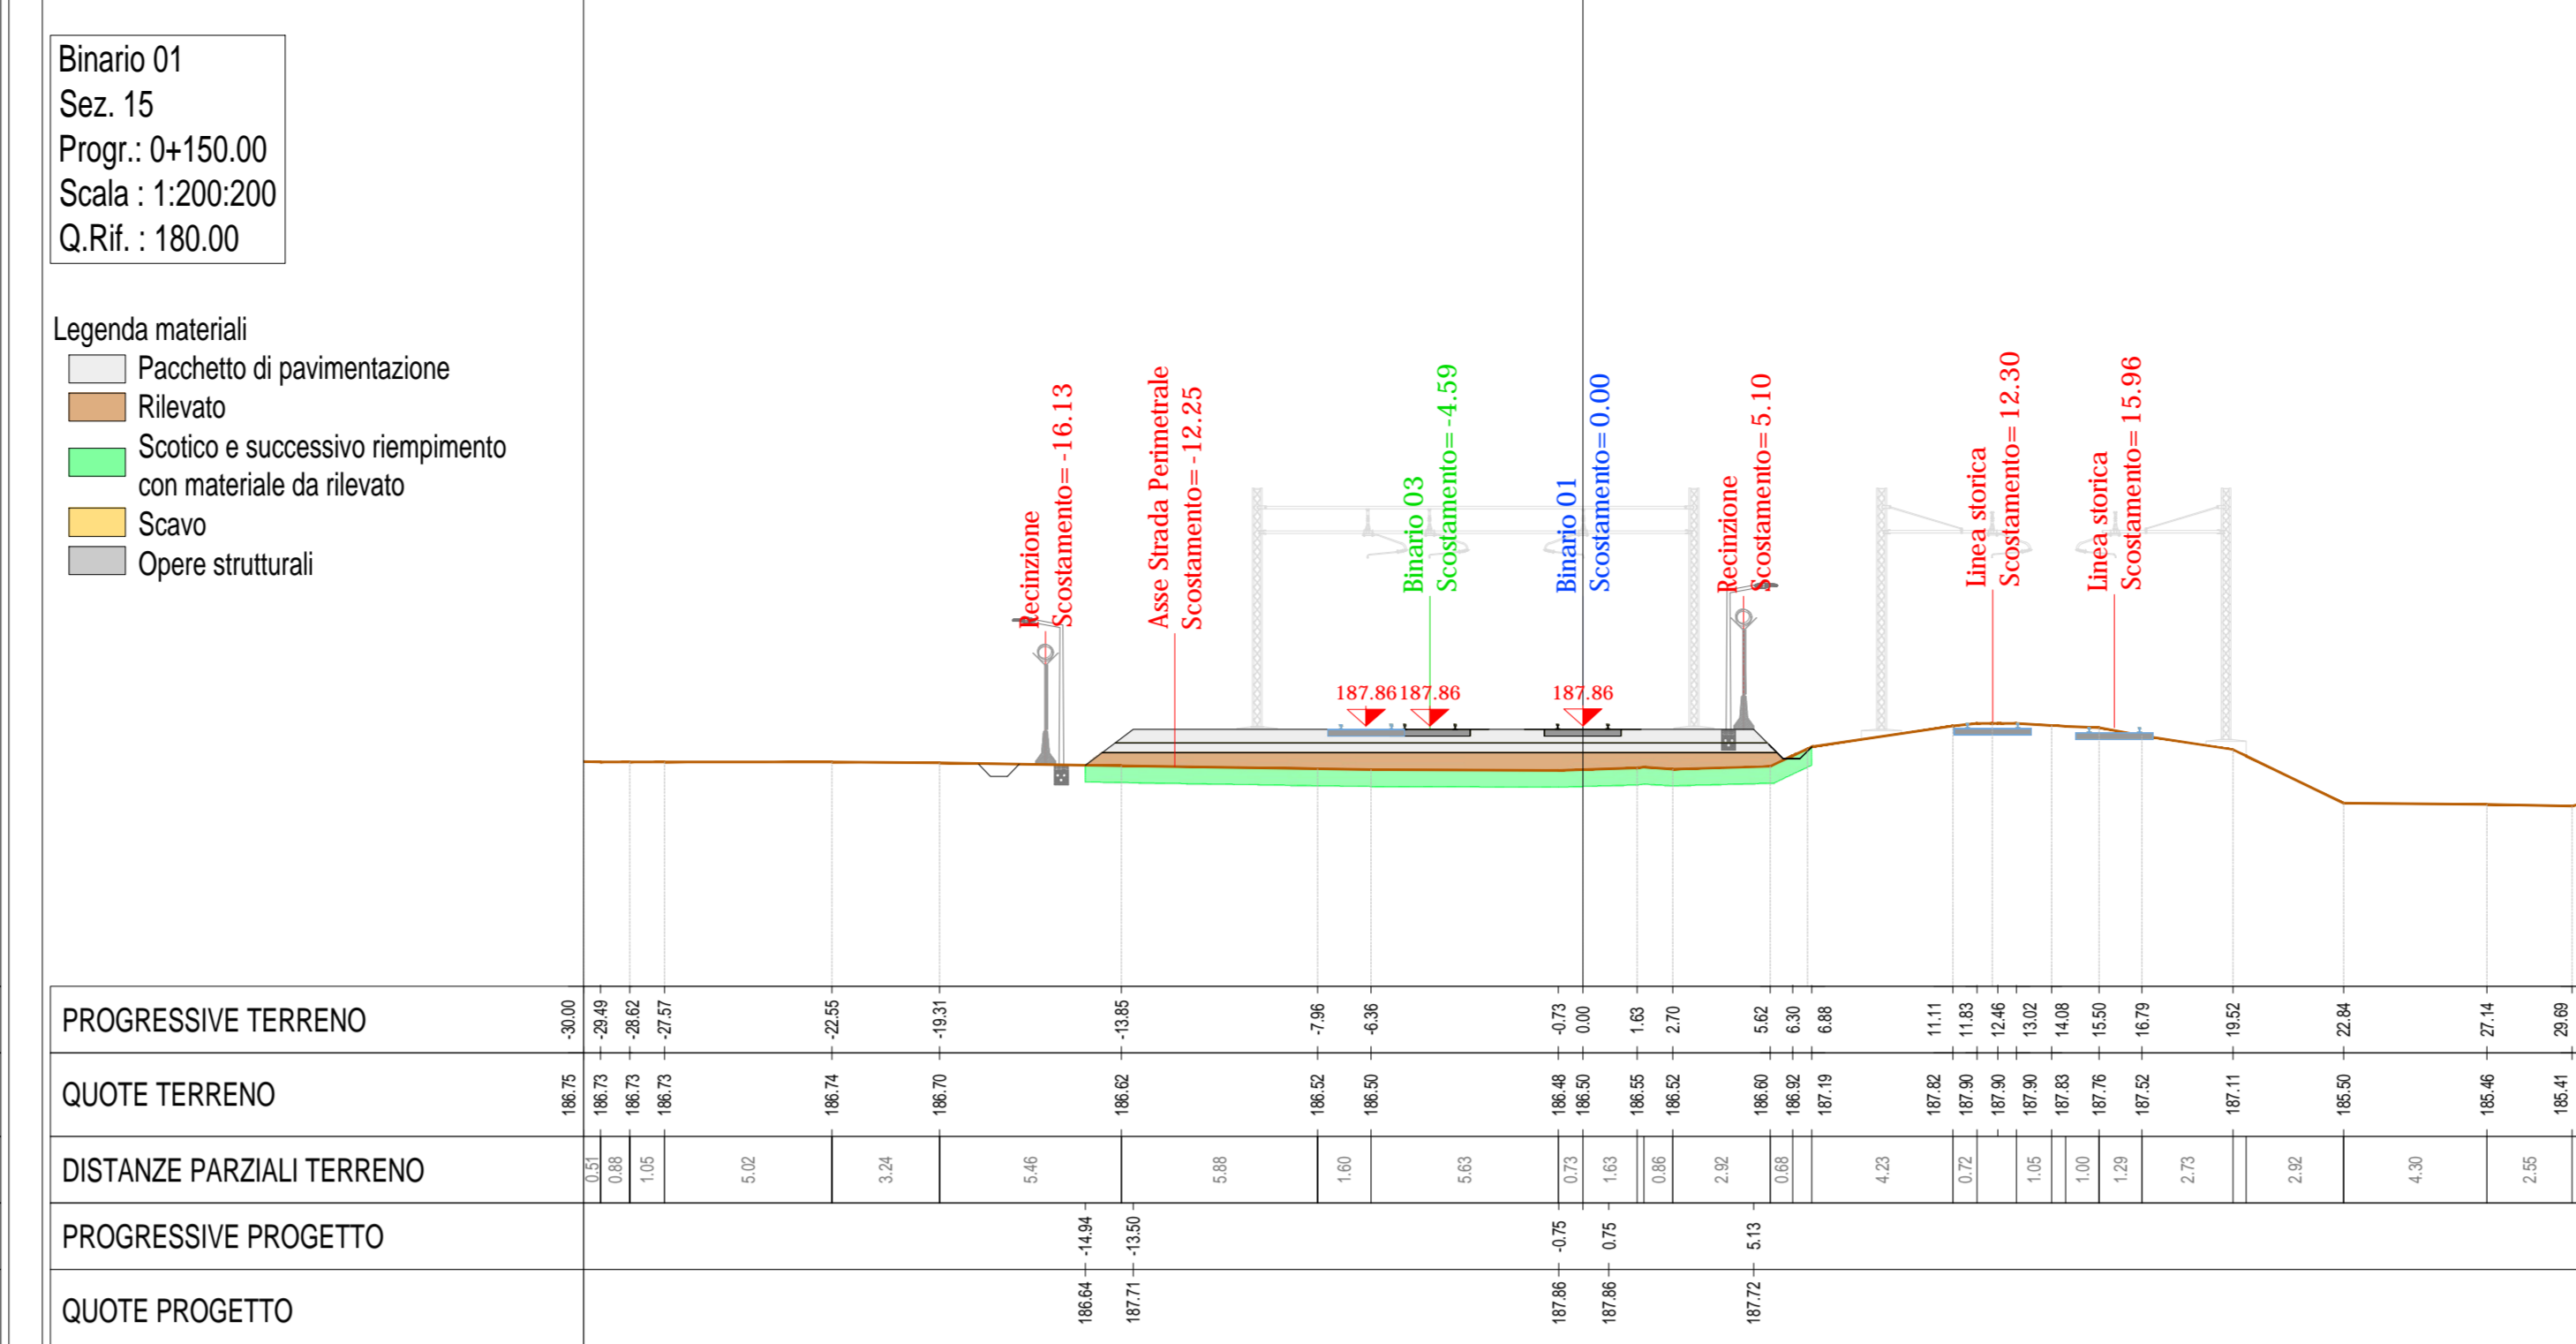 Binario 01
Sez. 15
Progr.: 0+150.00
Scala : 1:200:200
Q.Rif. : 180.00
Legenda materiali
Pacchetto di pavimentazione
Rilevato
Scotico e successivo riempimento
con materiale da rilevato
Scavo
Opere strutturali
Recinzione
Scostamento= -16.13
Asse Strada Perimetrale
Scostamento= -12.25
Binario 03
Scostamento= -4.59
Binario 01
Scostamento= 0.00
Recinzione
Scostamento= 5.10
Linea storica
Scostamento= 12.30
Linea storica
Scostamento= 15.96
187.86 187.86 187.86
PROGRESSIVE TERRENO -30.00 -29.49 -28.62 -27.57 -22.55 -19.31 -13.85 -7.96 -6.36 -0.73 0.00 1.63 2.70 5.62 6.30 6.88 11.11 11.83 12.46 13.02 14.08 15.50 16.79 19.52 22.84 27.14 29.69
QUOTE TERRENO 186.75 186.73 186.73 186.73 186.74 186.70 186.62 186.52 186.50 186.48 186.50 186.55 186.52 186.60 186.92 187.19 187.82 187.90 187.90 187.90 187.83 187.76 187.52 187.11 185.50 185.46 185.41
DISTANZE PARZIALI TERRENO 0.51 0.88 1.05 5.02 3.24 5.46 5.88 1.60 5.63 0.73 1.63 0.86 2.92 0.68 4.23 0.72 1.05 1.00 1.29 2.73 2.92 4.30 2.55
PROGRESSIVE PROGETTO -14.94 -13.50 -0.75 0.75 5.13
QUOTE PROGETTO 186.64 187.71 187.86 187.86 187.72